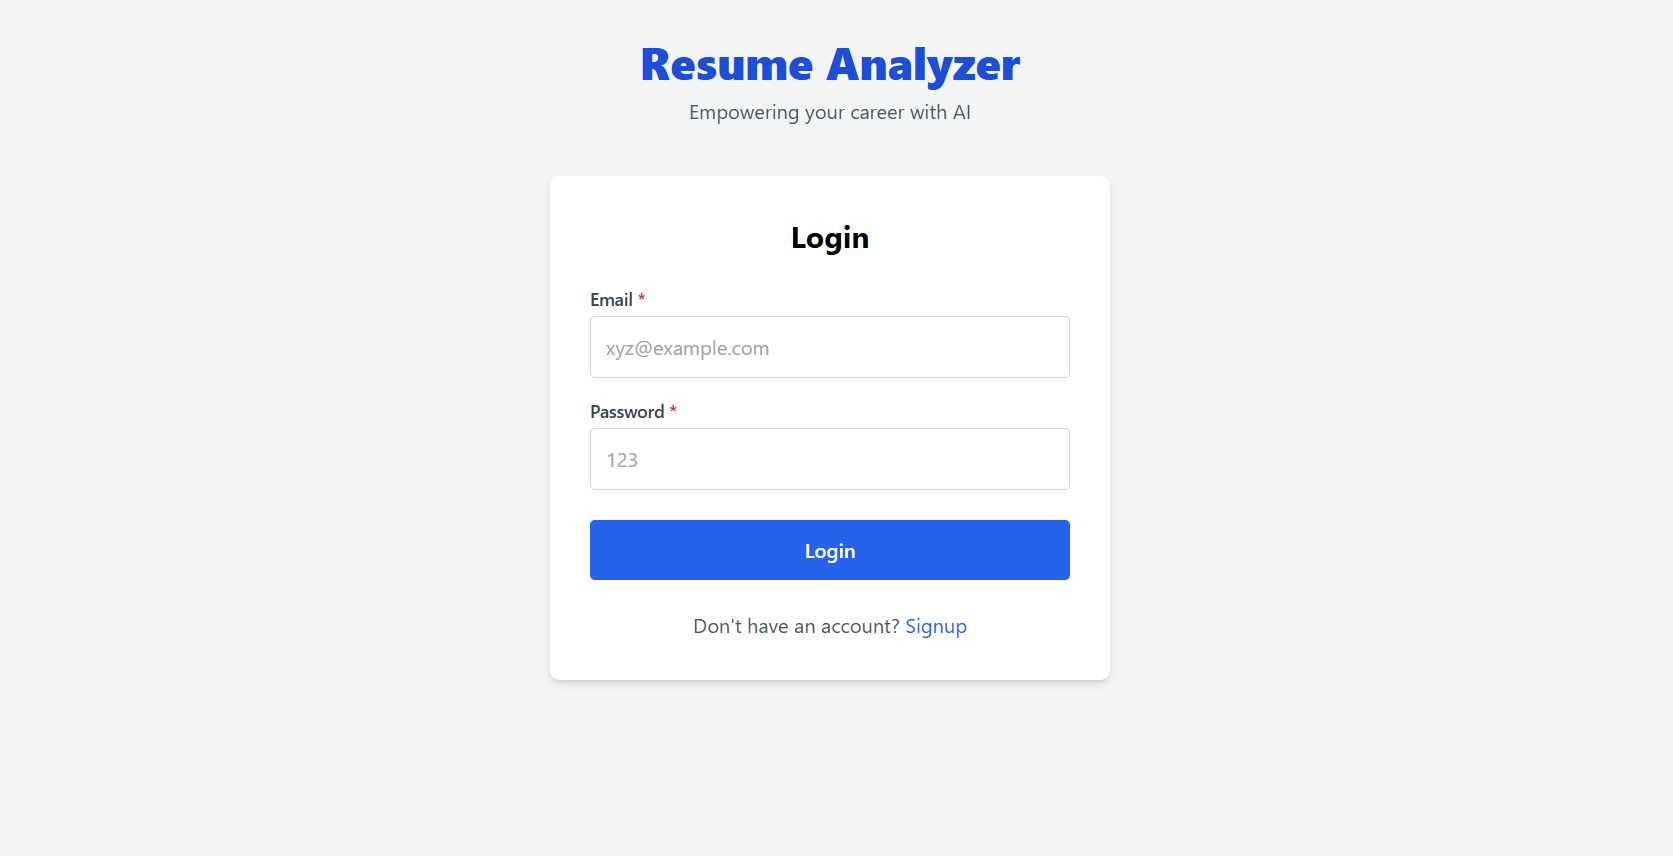 Resume Analyzer
Empowering your career with AI
Login
Email *
xyz@example.com
Password *
123
Login
Don't have an account? Signup